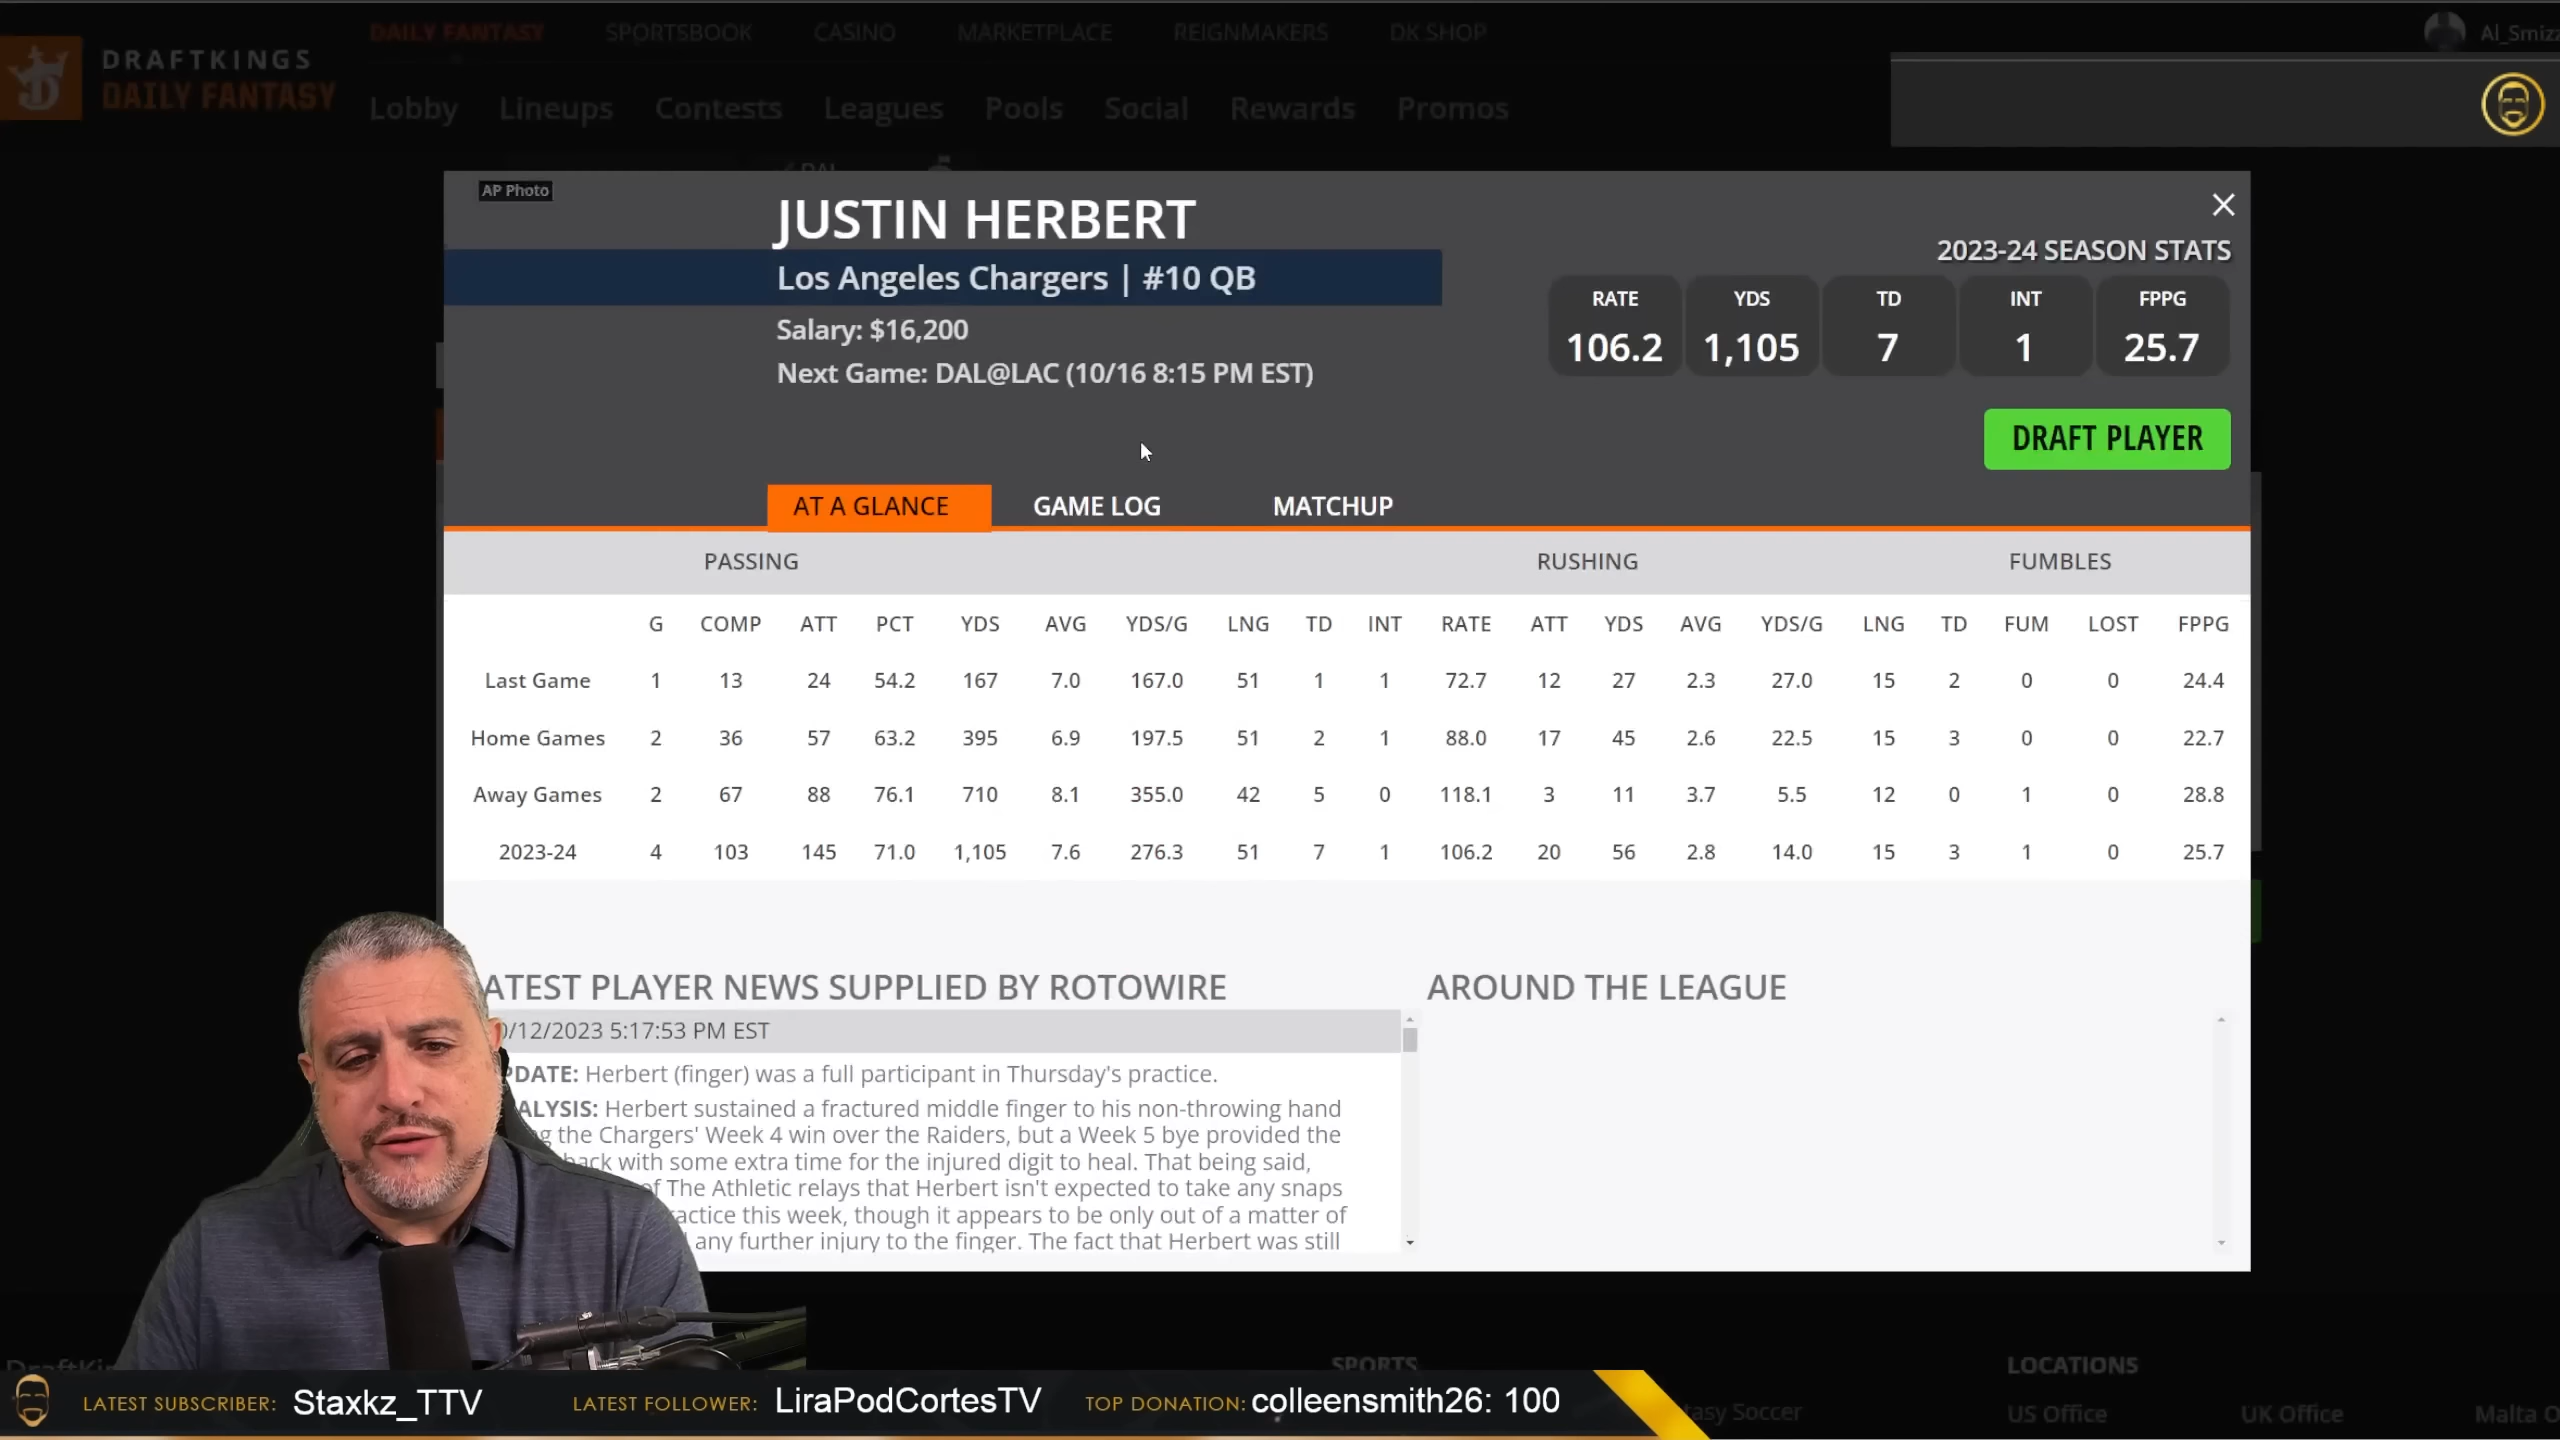 DAILY FANTASY SPORTSBOOK CASINO MARKETPLACE REIGNMAKERS DK SHOP
DRAFTKINGS
DAILY FANTASY
Lobby Lineups Contests Leagues Pools Social Rewards Promos
AP Photo
JUSTIN HERBERT
Los Angeles Chargers | #10 QB
Salary: $16,200
Next Game: DAL@LAC (10/16 8:15 PM EST)
2023-24 SEASON STATS
RATE YDS TD INT FPPG
106.2 1,105 7 1 25.7
DRAFT PLAYER
AT A GLANCE GAME LOG MATCHUP
PASSING RUSHING FUMBLES
G COMP ATT PCT YDS AVG YDS/G LNG TD INT RATE ATT YDS AVG YDS/G LNG TD FUM LOST FPPG
Last Game 1 13 24 54.2 167 7.0 167.0 51 1 1 72.7 12 27 2.3 27.0 15 2 0 0 24.4
Home Games 2 36 57 63.2 395 6.9 197.5 51 2 1 88.0 17 45 2.6 22.5 15 3 0 0 22.7
Away Games 2 67 88 76.1 710 8.1 355.0 42 5 0 118.1 3 11 3.7 5.5 12 0 1 0 28.8
2023-24 4 103 145 71.0 1,105 7.6 276.3 51 7 1 106.2 20 56 2.8 14.0 15 3 1 0 25.7
ATEST PLAYER NEWS SUPPLIED BY ROTOWIRE
AROUND THE LEAGUE
0/12/2023 5:17:53 PM EST
PDATE: Herbert (finger) was a full participant in Thursday's practice.
ALYSIS: Herbert sustained a fractured middle finger to his non-throwing hand
g the Chargers' Week 4 win over the Raiders, but a Week 5 bye provided the
back with some extra time for the injured digit to heal. That being said,
of The Athletic relays that Herbert isn't expected to take any snaps
actice this week, though it appears to be only out of a matter of
any further injury to the finger. The fact that Herbert was still
SPORTS LOCATIONS
tasy Soccer US Office UK Office Malta O
LATEST SUBSCRIBER: Staxkz_TTV LATEST FOLLOWER: LiraPodCortesTV TOP DONATION: colleensmith26: 100